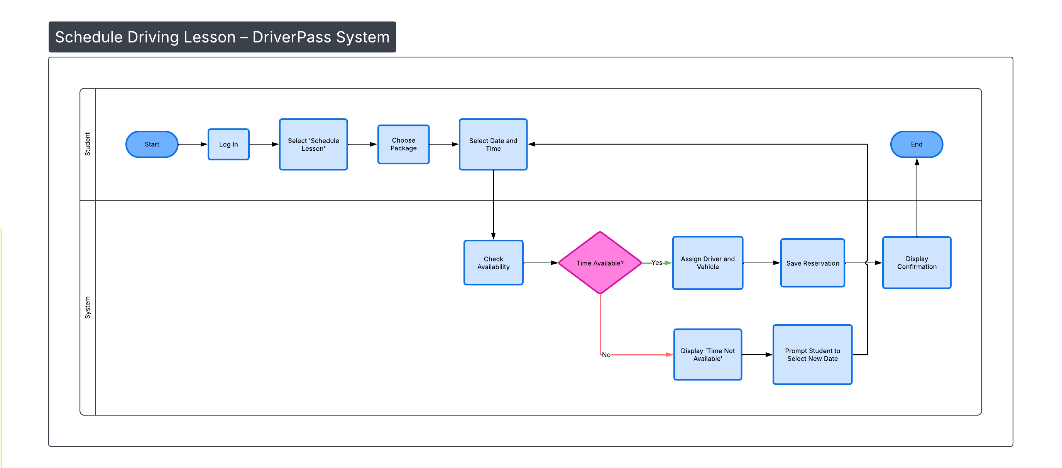 Schedule Driving Lesson – DriverPass System
Student
Start
Log In
Select 'Schedule
Lesson'
Choose
Package
Select Date and
Time
End
System
Check
Availability
Time Available?
Yes
Assign Driver and
Vehicle
Save Reservation
Display
Confirmation
No
Display 'Time Not
Available'
Prompt Student to
Select New Date